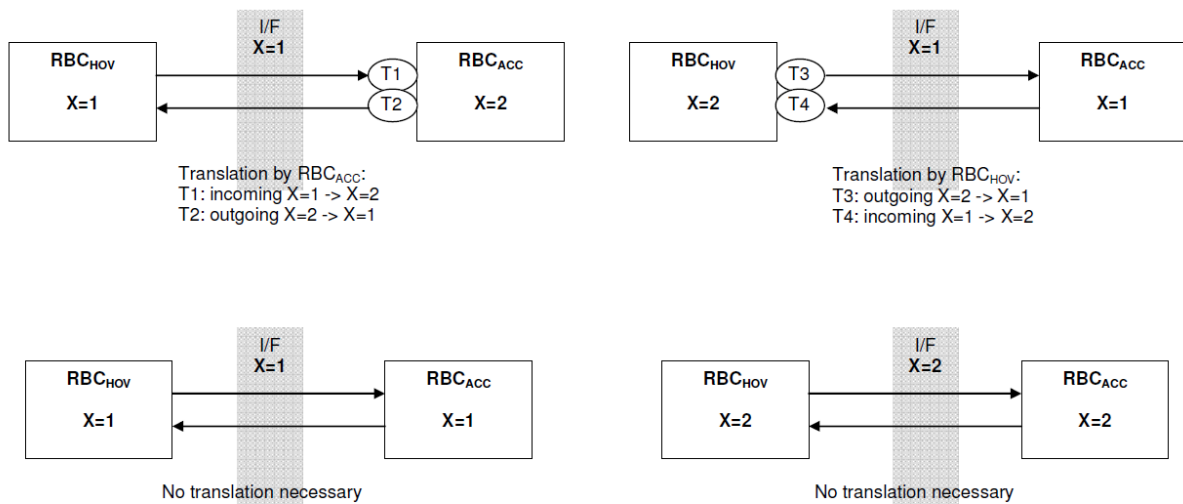 I/F
X=1
RBCHOV
X=1
T1
T2
RBCACC
X=2
Translation by RBCACC:
T1: incoming X=1 -> X=2
T2: outgoing X=2 -> X=1
I/F
X=1
RBCHOV
X=2
T3
T4
RBCACC
X=1
Translation by RBCHOV:
T3: outgoing X=2 -> X=1
T4: incoming X=1 -> X=2
I/F
X=1
RBCHOV
X=1
RBCACC
X=1
No translation necessary
I/F
X=2
RBCHOV
X=2
RBCACC
X=2
No translation necessary